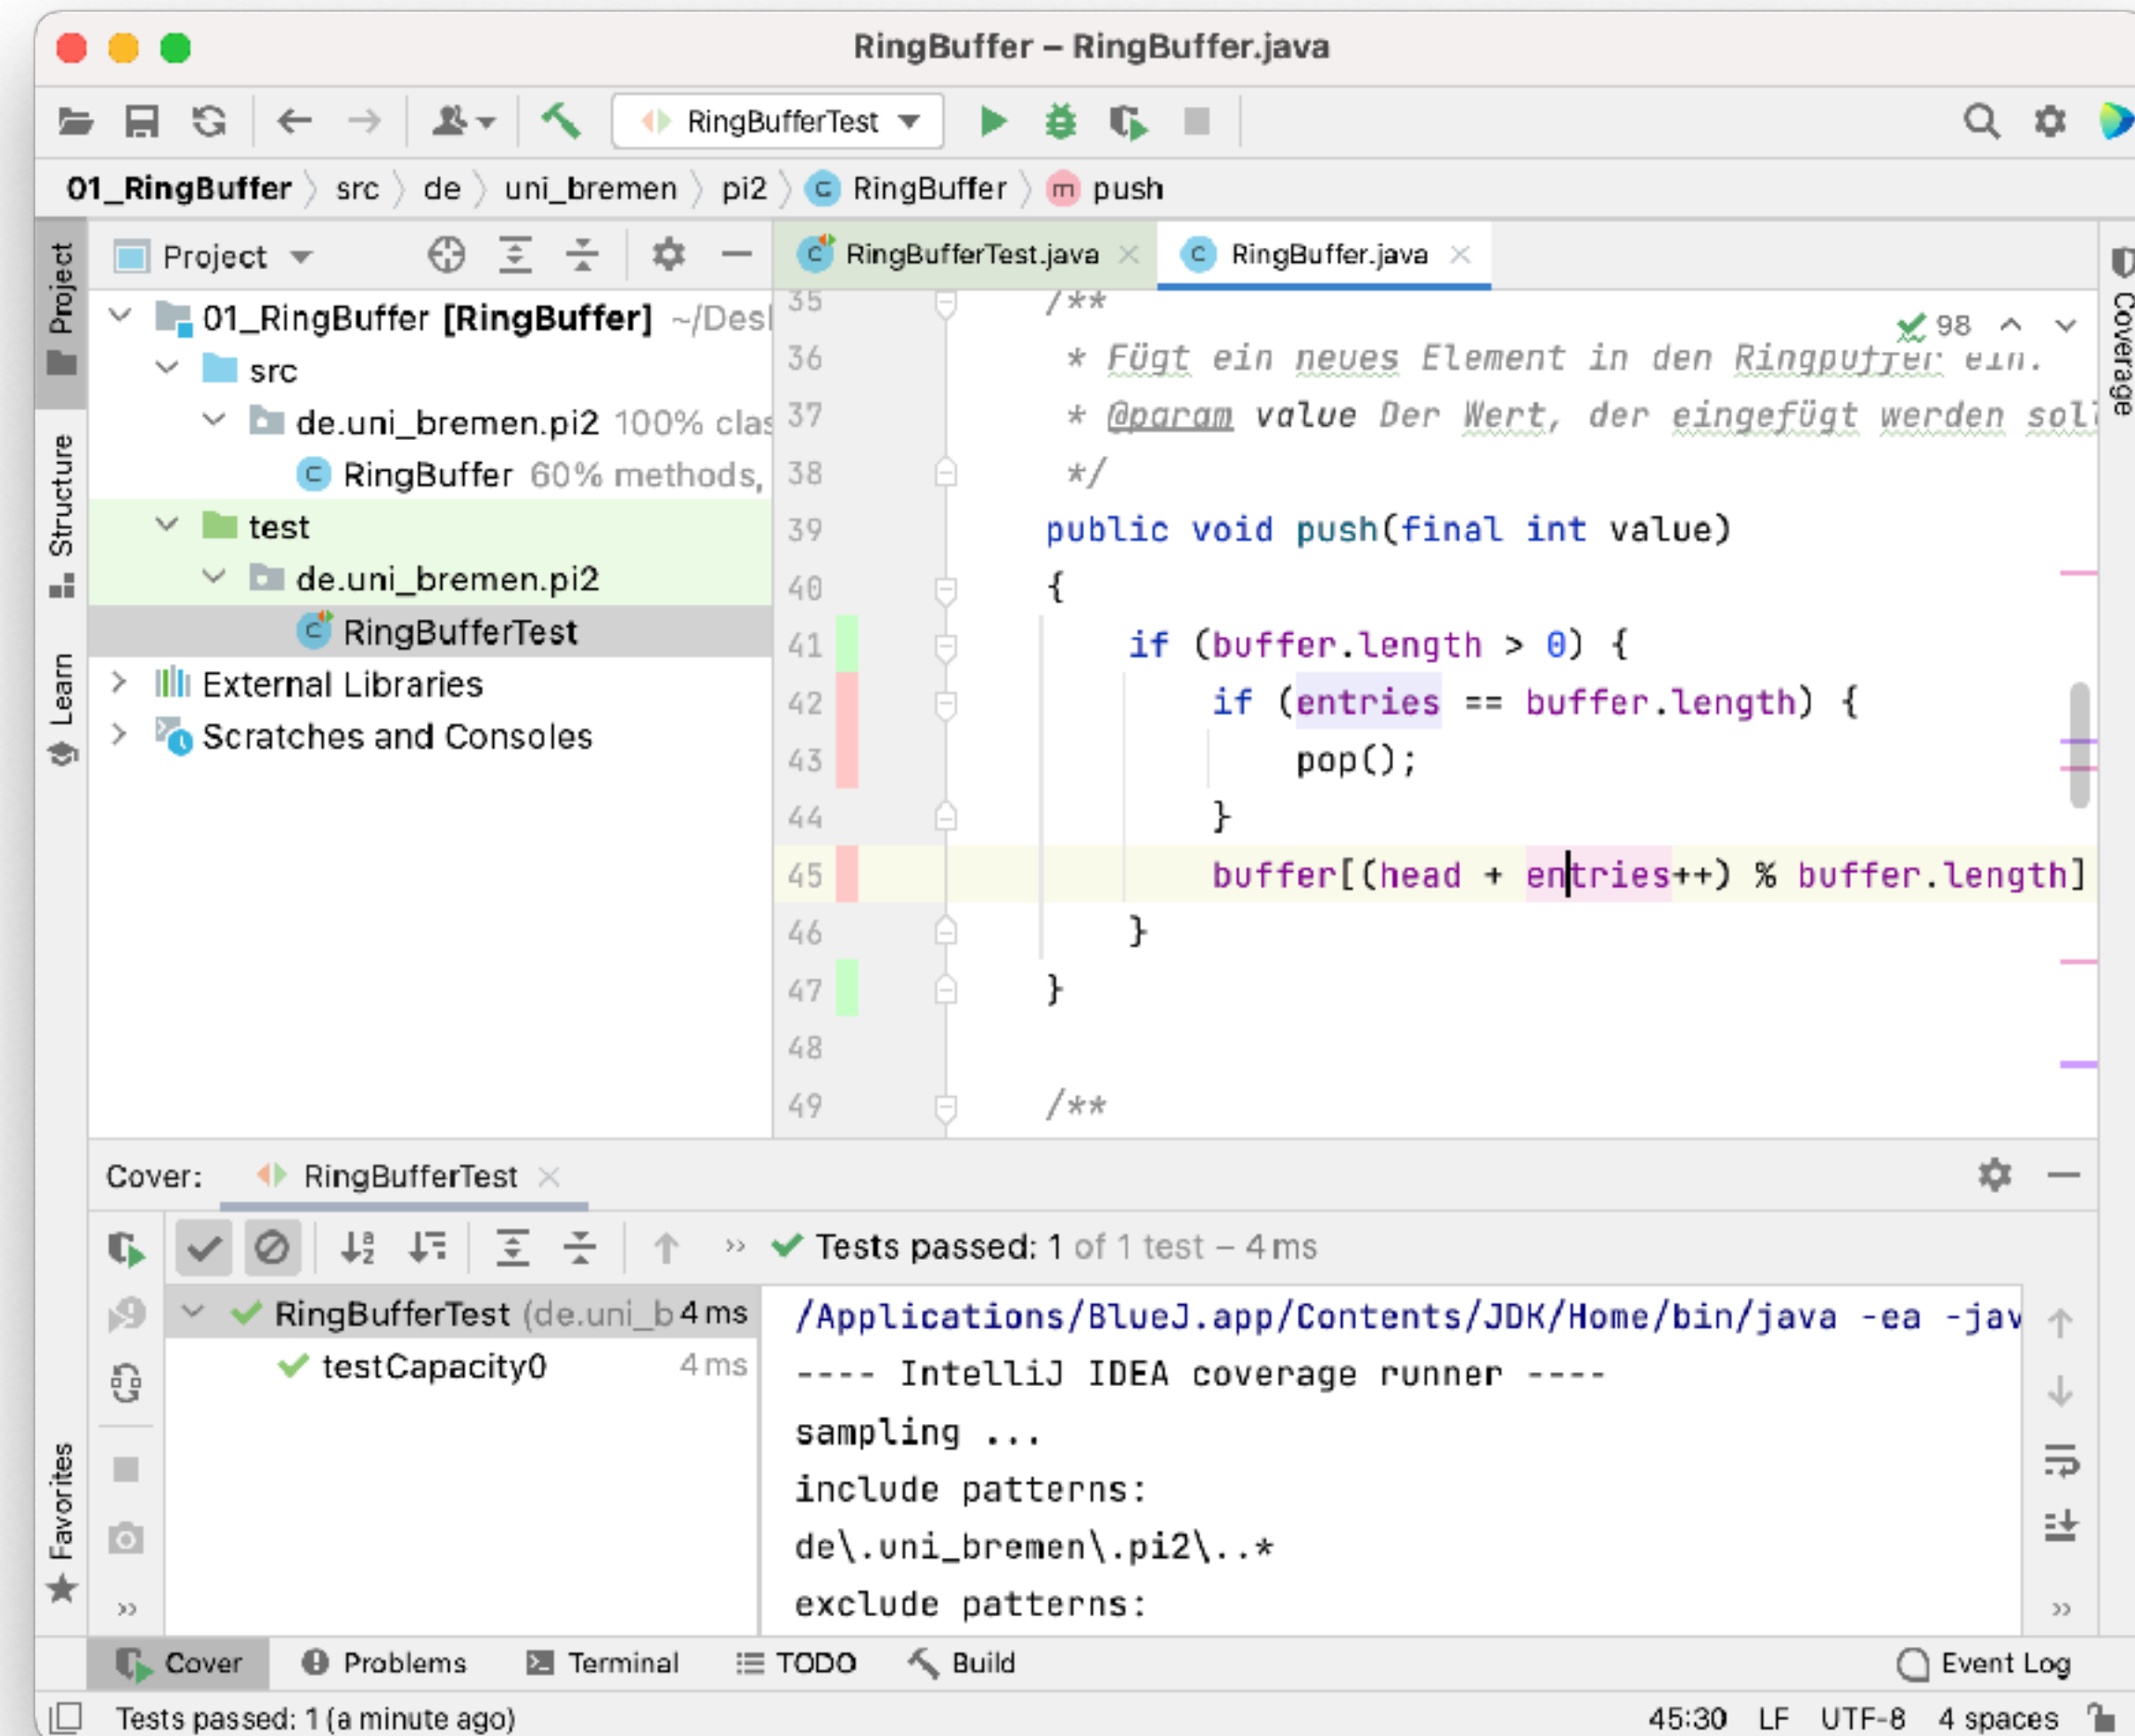 RingBuffer – RingBuffer.java
RingBufferTest
01_RingBuffer src de uni_bremen pi2 RingBuffer push
Project
Structure
Learn
Favorites
Project
01_RingBuffer [RingBuffer] ~/Des
src
de.uni_bremen.pi2 100% clas
RingBuffer 60% methods,
test
de.uni_bremen.pi2
RingBufferTest
External Libraries
Scratches and Consoles
RingBufferTest.java RingBuffer.java
98
35 /**
36 * Fügt ein neues Element in den Ringpuffer ein.
37 * @param value Der Wert, der eingefügt werden soll
38 */
39 public void push(final int value)
40 {
41 if (buffer.length > 0) {
42 if (entries == buffer.length) {
43 pop();
44 }
45 buffer[(head + entries++) % buffer.length]
46 }
47 }
48
49 /**
Coverage
Cover: RingBufferTest
Tests passed: 1 of 1 test – 4 ms
RingBufferTest (de.uni_b 4 ms
testCapacity0 4 ms
/Applications/BlueJ.app/Contents/JDK/Home/bin/java -ea -jav
---- IntelliJ IDEA coverage runner ----
sampling ...
include patterns:
de\.uni_bremen\.pi2\..*
exclude patterns:
Cover Problems Terminal TODO Build Event Log
Tests passed: 1 (a minute ago) 45:30 LF UTF-8 4 spaces